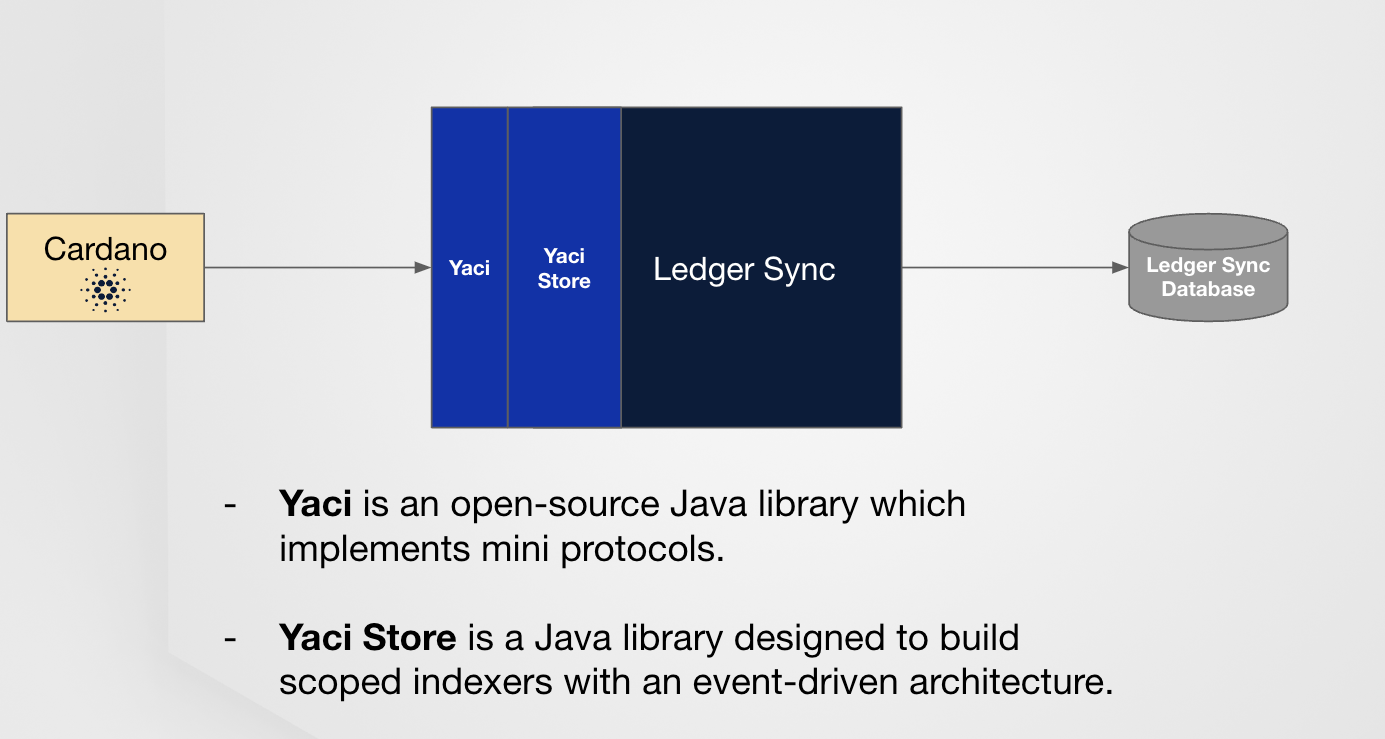 Cardano
Yaci
Yaci
Store
Ledger Sync
Ledger Sync
Database
- Yaci is an open-source Java library which
implements mini protocols.
- Yaci Store is a Java library designed to build
scoped indexers with an event-driven architecture.